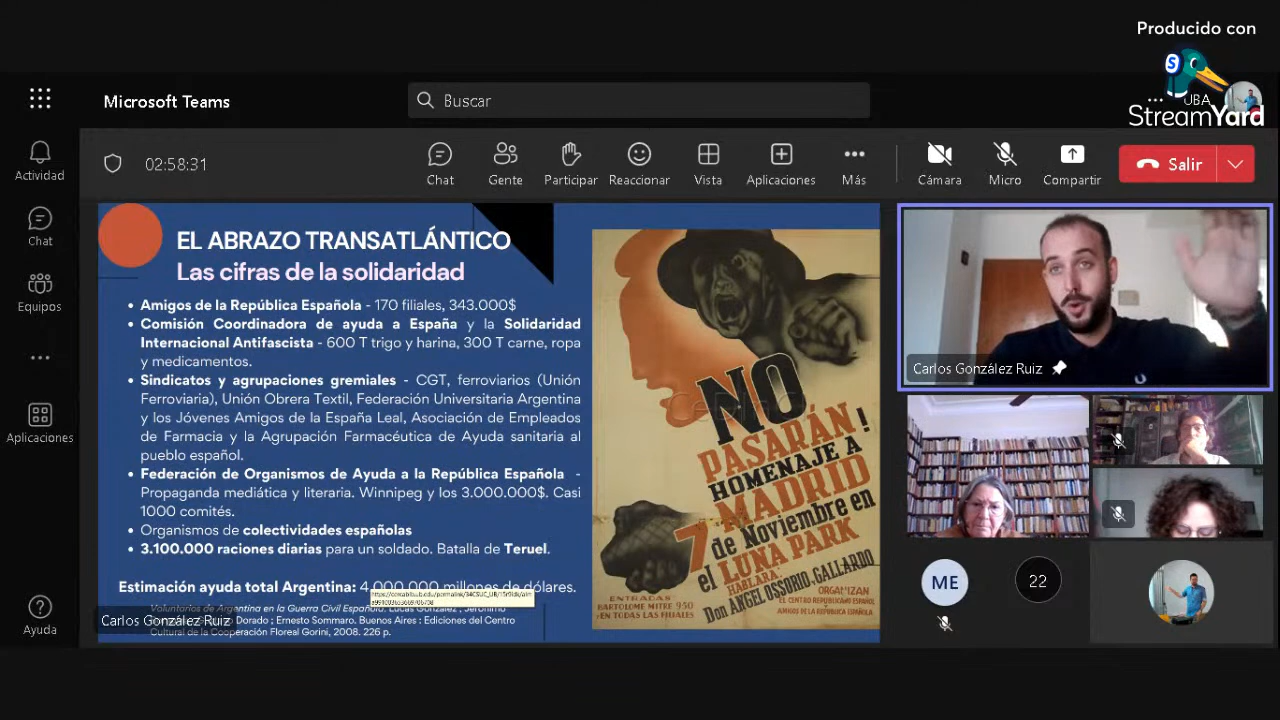 Producido con
StreamYard
Microsoft Teams
Buscar
UBA
02:58:31
Chat
Gente
Participar
Reaccionar
Vista
Aplicaciones
Más
Cámara
Micro
Compartir
Salir
Actividad
Chat
Equipos
Aplicaciones
Ayuda
EL ABRAZO TRANSATLÁNTICO
Las cifras de la solidaridad
• Amigos de la República Española - 170 filiales, 343.000$
• Comisión Coordinadora de ayuda a España y la Solidaridad
Internacional Antifascista - 600 T trigo y harina, 300 T carne, ropa
y medicamentos.
• Sindicatos y agrupaciones gremiales - CGT, ferroviarios (Unión
Ferroviaria), Unión Obrera Textil, Federación Universitaria Argentina
y los Jóvenes Amigos de la España Leal, Asociación de Empleados
de Farmacia y la Agrupación Farmacéutica de Ayuda sanitaria al
pueblo español.
• Federación de Organismos de Ayuda a la República Española -
Propaganda mediática y literaria. Winnipeg y los 3.000.000$. Casi
1000 comités.
• Organismos de colectividades españolas
• 3.100.000 raciones diarias para un soldado. Batalla de Teruel.
Estimación ayuda total Argentina: 4.000.000 millones de dólares.
Voluntarios de Argentina en la Guerra Civil Española. Lucas González ; Jerónimo
Dorado ; Ernesto Sommaro. Buenos Aires : Ediciones del Centro
Cultural de la Cooperación Floreal Gorini, 2008. 226 p.
Carlos González Ruiz
NO
PASARÁN!
HOMENAJE A
MADRID
7 de Noviembre en
el LUNA PARK
HABLARA:
Don ANGEL OSSORIO-GALLARDO
ENTRADAS
BARTOLOME MITRE 950
Y EN TODAS LAS FILIALES
ORGANIZAN
EL CENTRO REPUBLICANO ESPAÑOL
AMIGOS DE LA REPUBLICA ESPAÑOLA
Carlos González Ruiz
ME
22